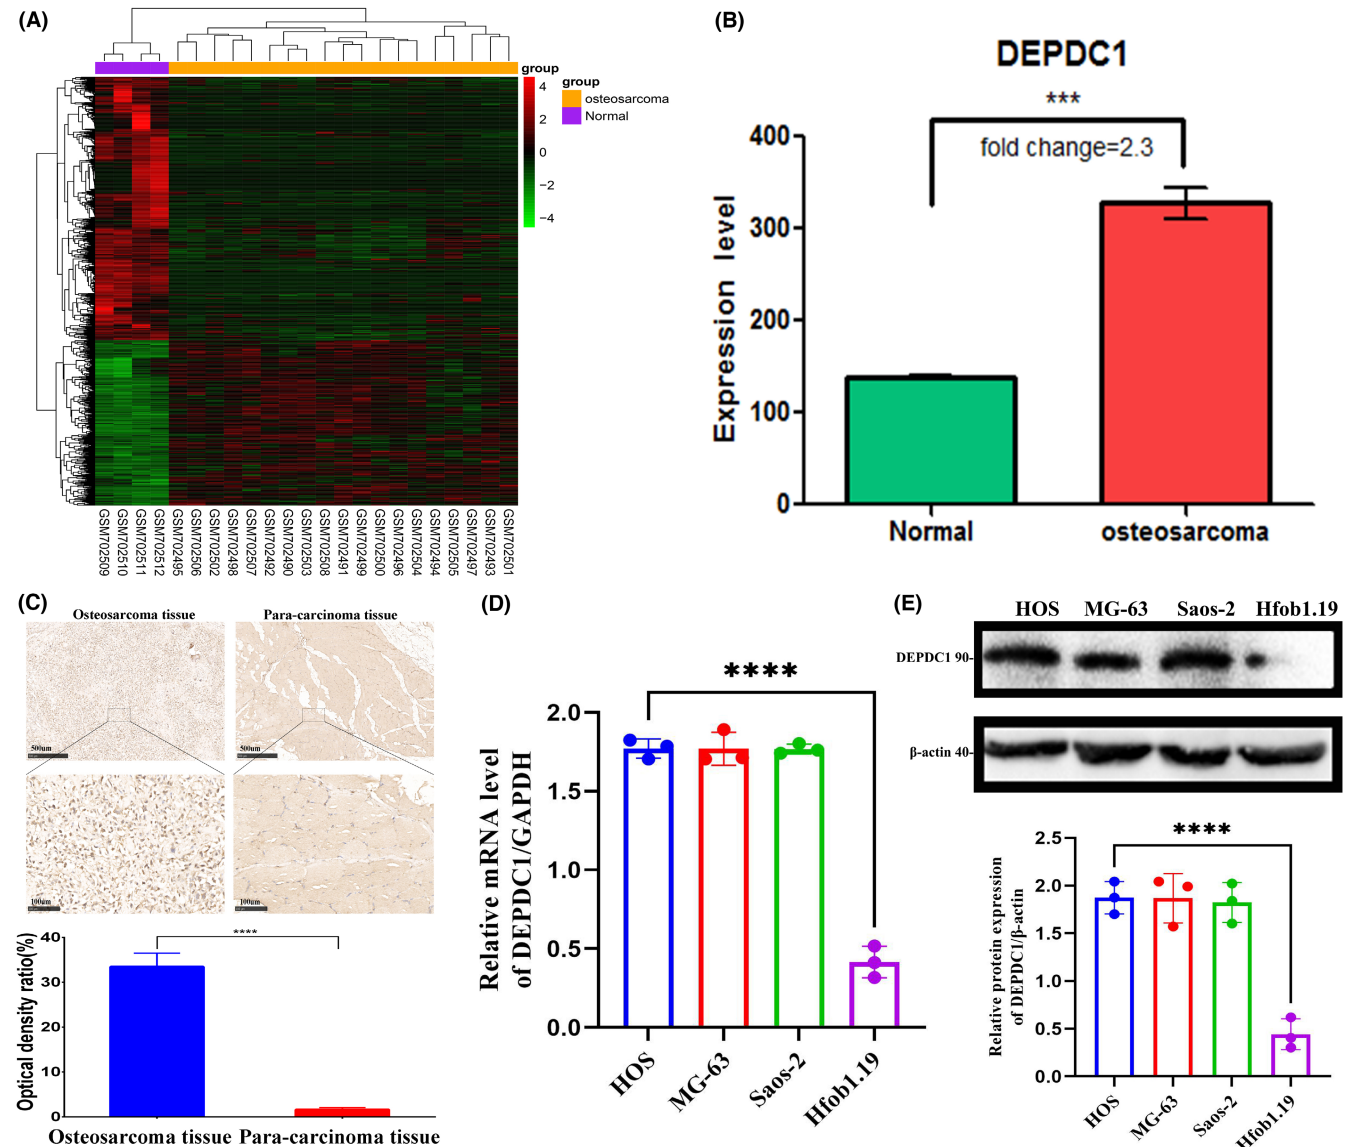 (A)
group
4
2
0
−2
−4
group
osteosarcoma
Normal
GSM702509
GSM702510
GSM702511
GSM702512
GSM702495
GSM702506
GSM702502
GSM702498
GSM702507
GSM702492
GSM702490
GSM702503
GSM702508
GSM702491
GSM702499
GSM702500
GSM702496
GSM702504
GSM702494
GSM702505
GSM702497
GSM702493
GSM702501
(B)
DEPDC1
***
fold change=2.3
Expression level
400
300
200
100
0
Normal
osteosarcoma
(C)
Osteosarcoma tissue
Para-carcinoma tissue
500um
500um
100um
100um
Optical density ratio(%)
40
30
20
10
0
****
Osteosarcoma tissue
Para-carcinoma tissue
(D)
****
Relative mRNA level
of DEPDC1/GAPDH
2.0
1.5
1.0
0.5
0.0
HOS
MG-63
Saos-2
Hfob1.19
(E)
HOS MG-63 Saos-2 Hfob1.19
DEPDC1 90-
β-actin 40-
****
Relative protein expression
of DEPDC1/β-actin
2.5
2.0
1.5
1.0
0.5
0.0
HOS
MG-63
Saos-2
Hfob1.19